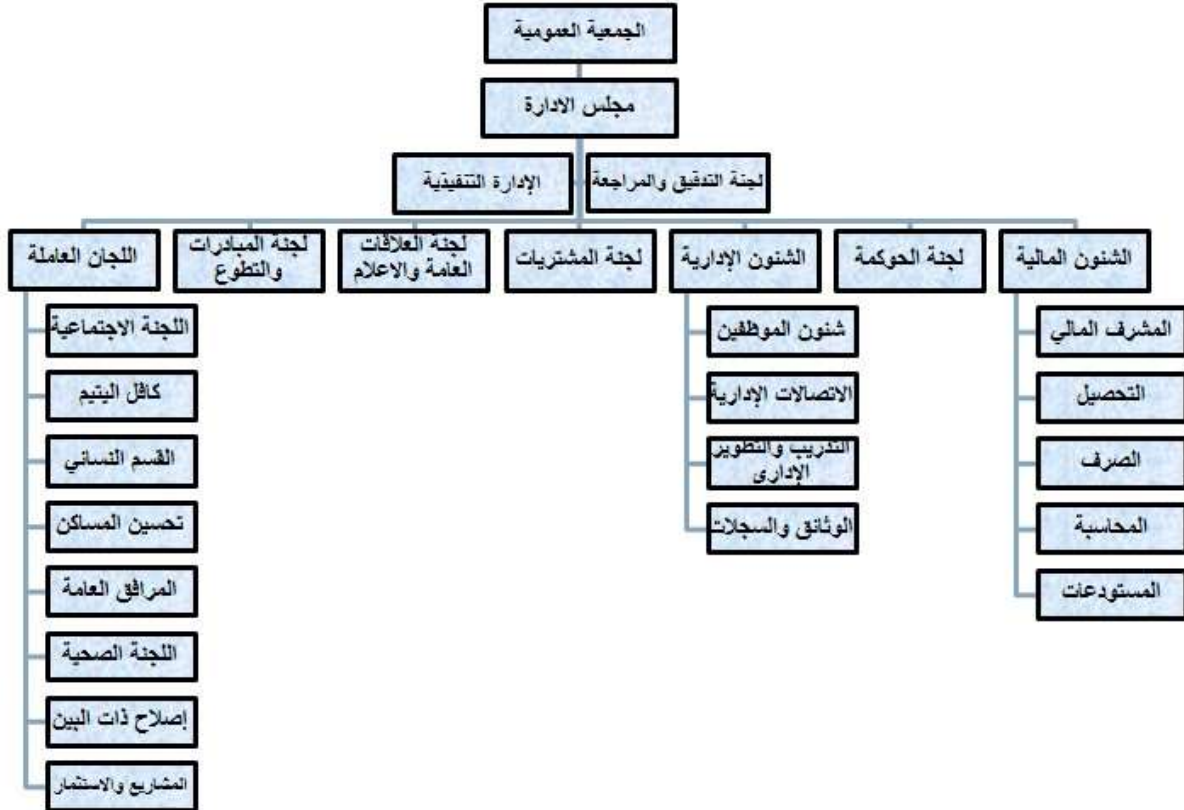 الجمعية العمومية
مجلس الادارة
لجنة التدقيق والمراجعة
الإدارة التنفيذية
الشئون المالية
لجنة الحوكمة
الشئون الإدارية
لجنة المشتريات
لجنة العلاقات
العامة والاعلام
لجنة المبادرات
والتطوع
اللجان العاملة
المشرف المالي
التحصيل
الصرف
المحاسبة
المستودعات
شئون الموظفين
الاتصالات الإدارية
التدريب والتطوير
الإدارى
الوثائق والسجلات
اللجنة الاجتماعية
كافل اليتيم
القسم النسائي
تحسين المساكن
المرافق العامة
اللجنة الصحية
إصلاح ذات البين
المشاريع والاستثمار